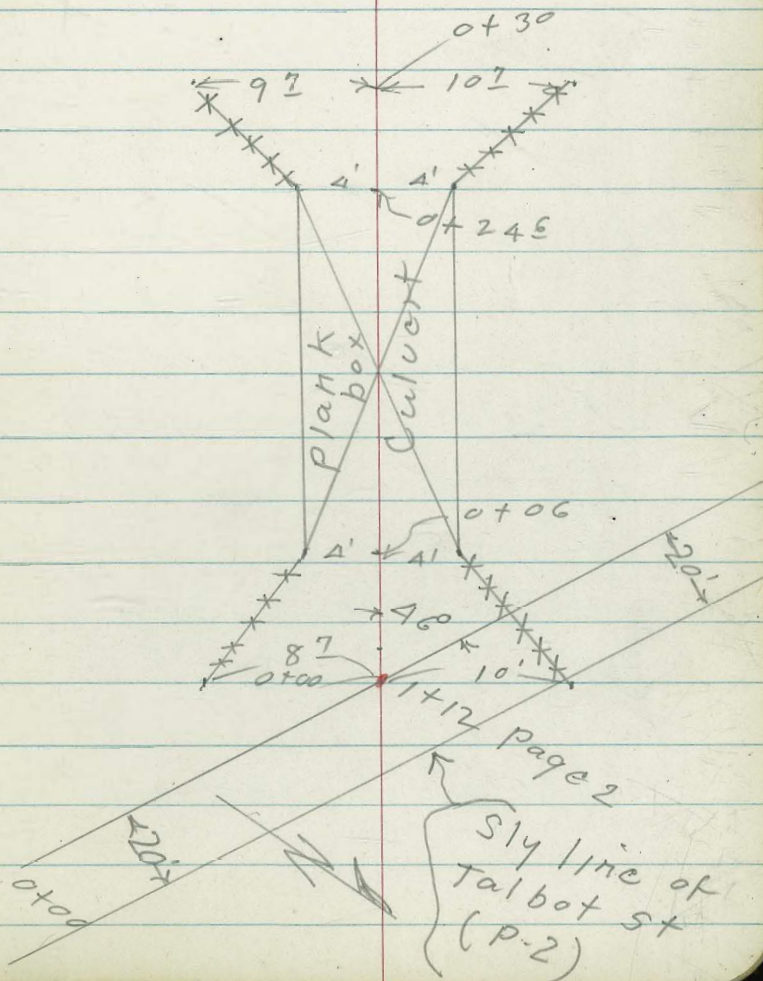 0+30
9 7
10 7
4' 4'
0+24 6
Plank
box
Culvert
0+06
4' 4'
20'
46°
8 7
0+00
10'
1+12 page 2
20'
0+00
N
Sly line of
Talbot St
(P-2)